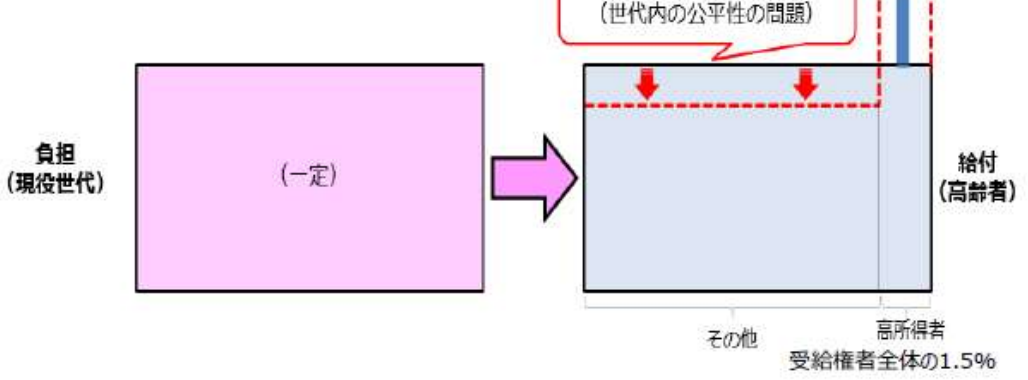 (世代内の公平性の問題)
負担
(現役世代)
(一定)
給付
(高齢者)
その他
高所得者
受給権者全体の1.5%